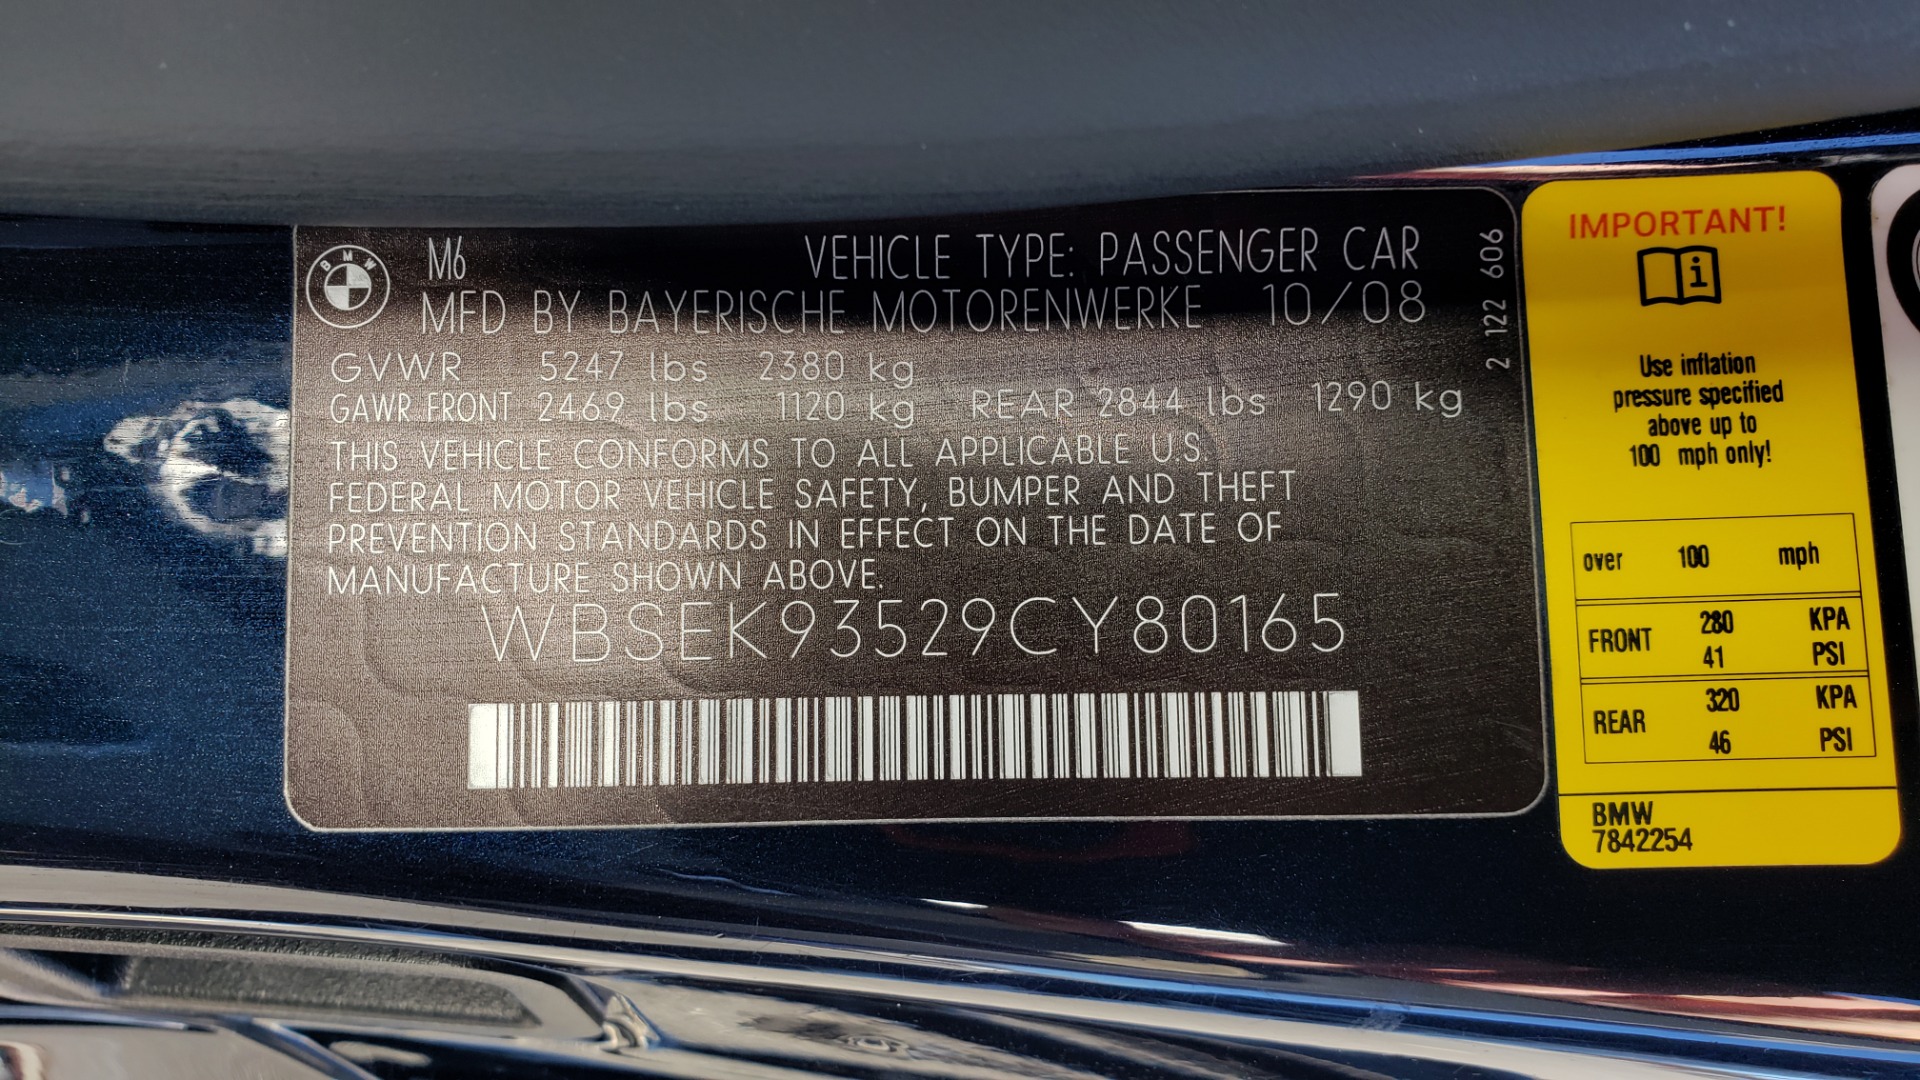 BMW
M6 VEHICLE TYPE: PASSENGER CAR
MFD BY BAYERISCHE MOTORENWERKE 10/08
GVWR 5247 lbs 2380 kg
GAWR FRONT 2469 lbs 1120 kg REAR 2844 lbs 1290 kg
THIS VEHICLE CONFORMS TO ALL APPLICABLE U.S.
FEDERAL MOTOR VEHICLE SAFETY, BUMPER AND THEFT
PREVENTION STANDARDS IN EFFECT ON THE DATE OF
MANUFACTURE SHOWN ABOVE.
WBSEK93529CY80165
2 122 606
IMPORTANT!
i
Use inflation
pressure specified
above up to
100 mph only!
over 100 mph
FRONT 280 KPA
41 PSI
REAR 320 KPA
46 PSI
BMW
7842254